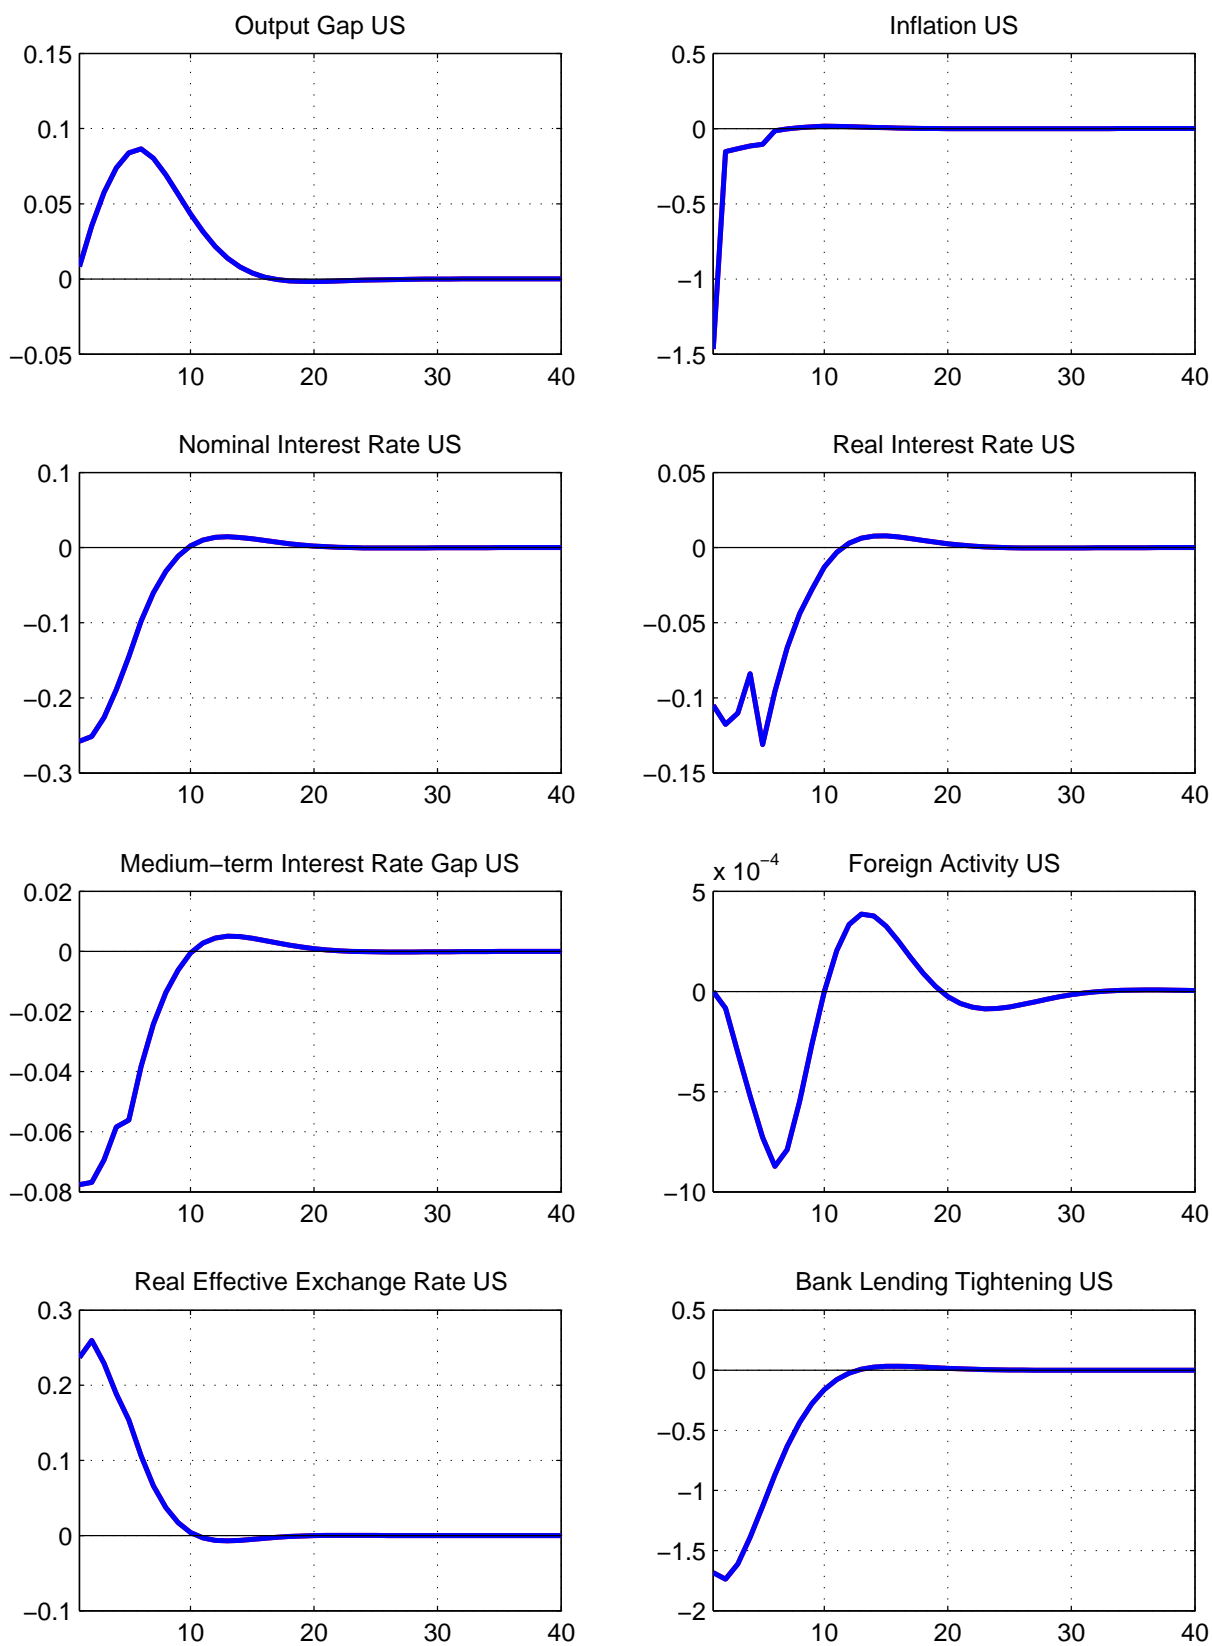 Output Gap US
0.15
0.1
0.05
0
−0.05
10 20 30 40
Inflation US
0.5
0
−0.5
−1
−1.5
10 20 30 40
Nominal Interest Rate US
0.1
0
−0.1
−0.2
−0.3
10 20 30 40
Real Interest Rate US
0.05
0
−0.05
−0.1
−0.15
10 20 30 40
Medium−term Interest Rate Gap US
0.02
0
−0.02
−0.04
−0.06
−0.08
10 20 30 40
Foreign Activity US
x 10−4
5
0
−5
−10
10 20 30 40
Real Effective Exchange Rate US
0.3
0.2
0.1
0
−0.1
10 20 30 40
Bank Lending Tightening US
0.5
0
−0.5
−1
−1.5
−2
10 20 30 40